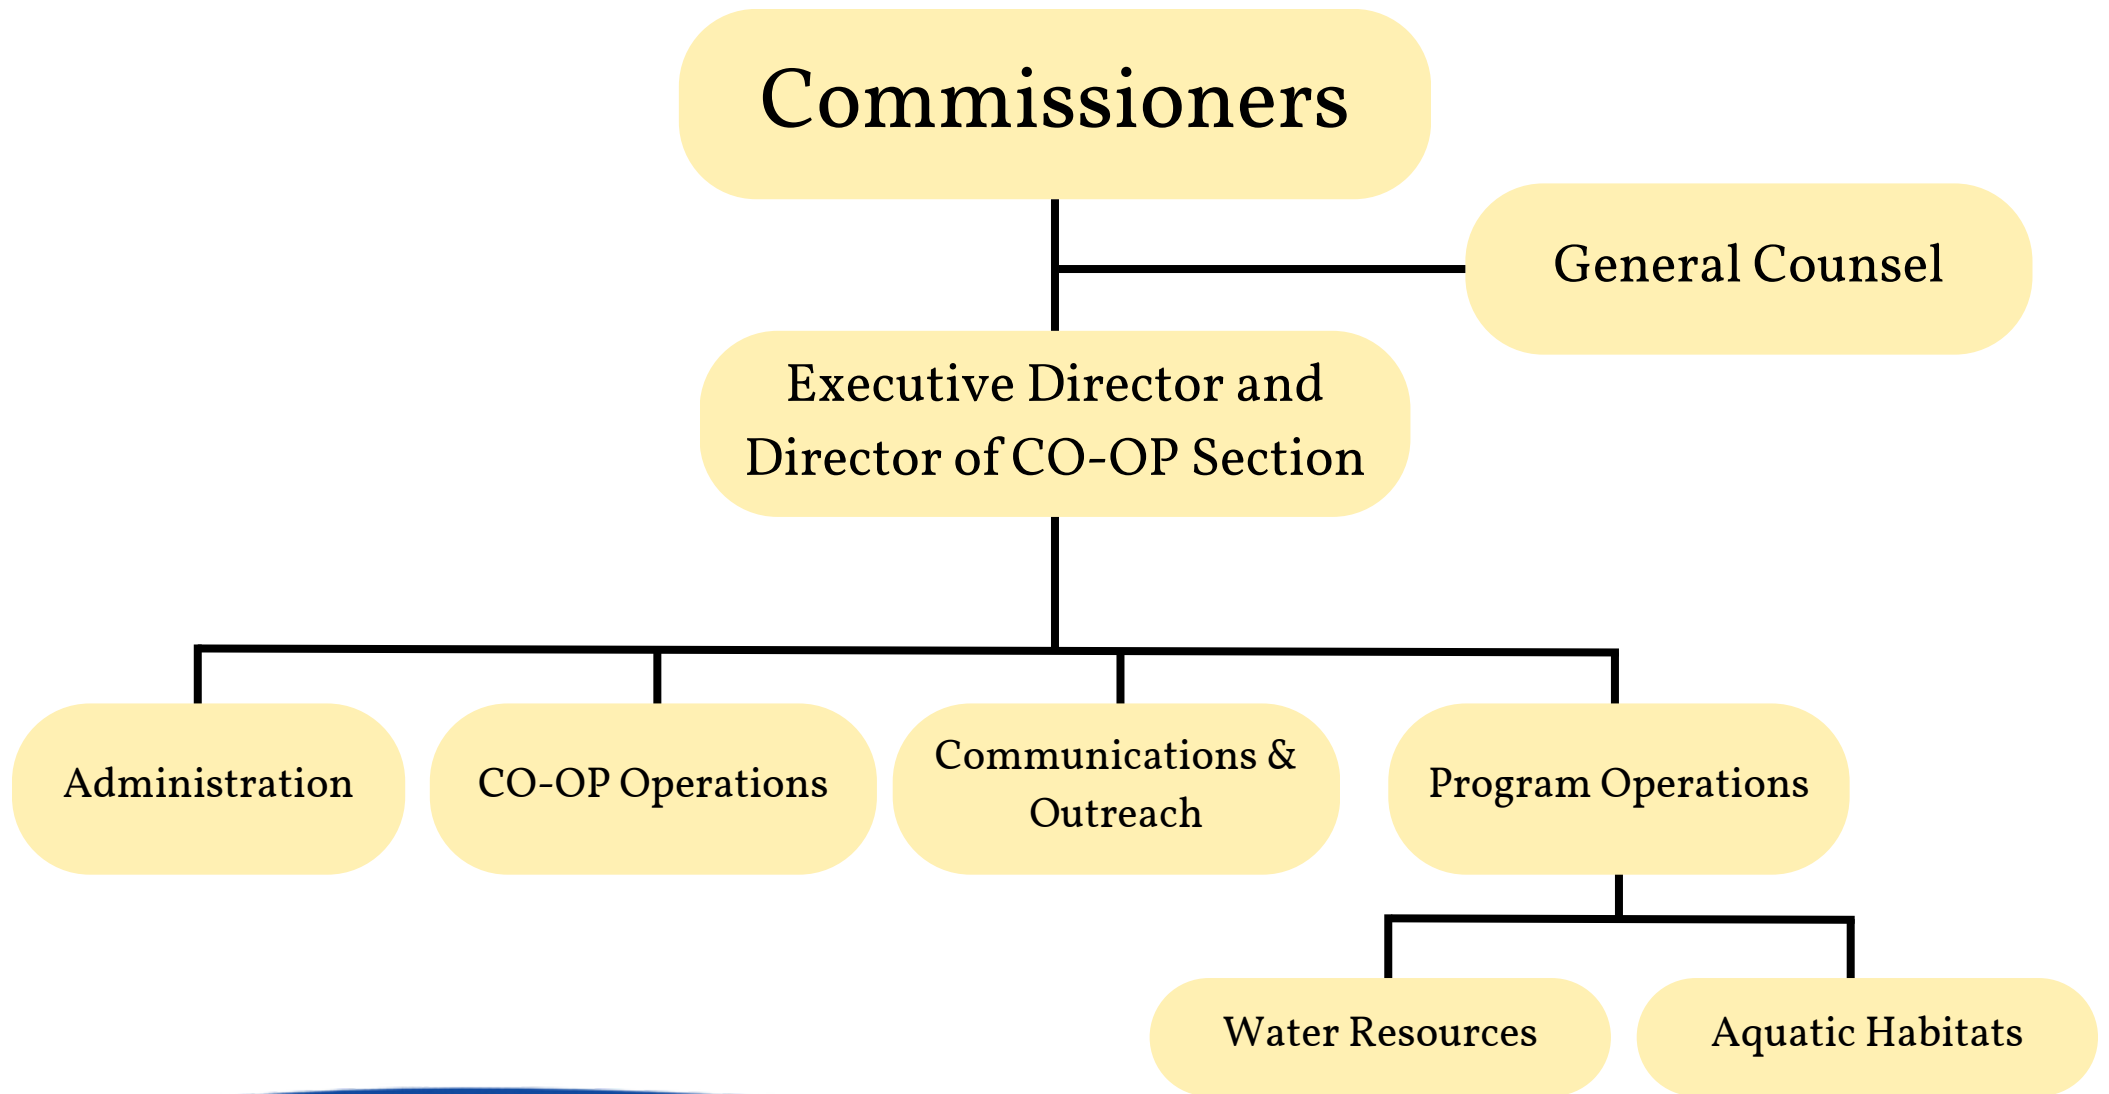 Commissioners
General Counsel
Executive Director and
Director of CO-OP Section
Administration
CO-OP Operations
Communications &
Outreach
Program Operations
Water Resources
Aquatic Habitats